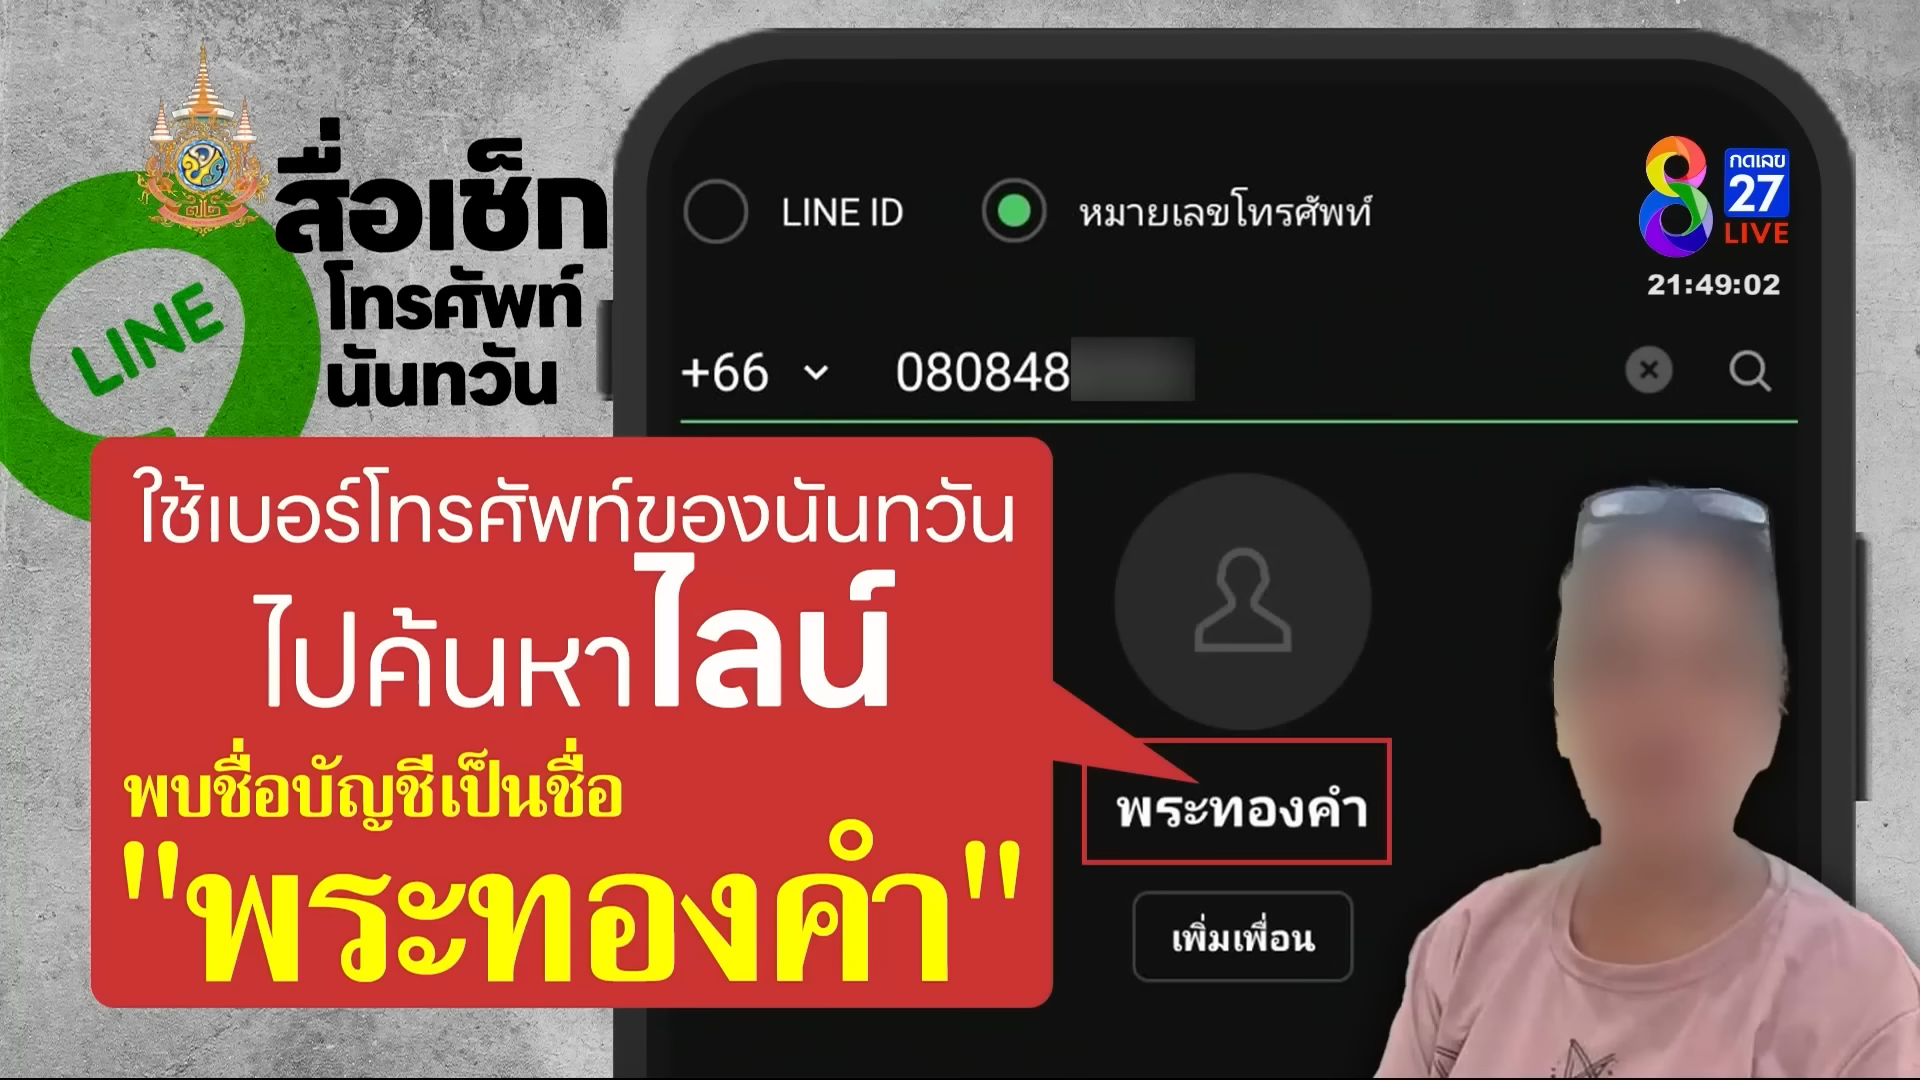 สื่อเช็ก
โทรศัพท์
นันทวัน
LINE
LINE ID
หมายเลขโทรศัพท์
8
กดเลข
27
LIVE
21:49:02
+66
080848
ใช้เบอร์โทรศัพท์ของนันทวัน
ไปค้นหาไลน์
พบชื่อบัญชีเป็นชื่อ
"พระทองคำ"
พระทองคำ
เพิ่มเพื่อน